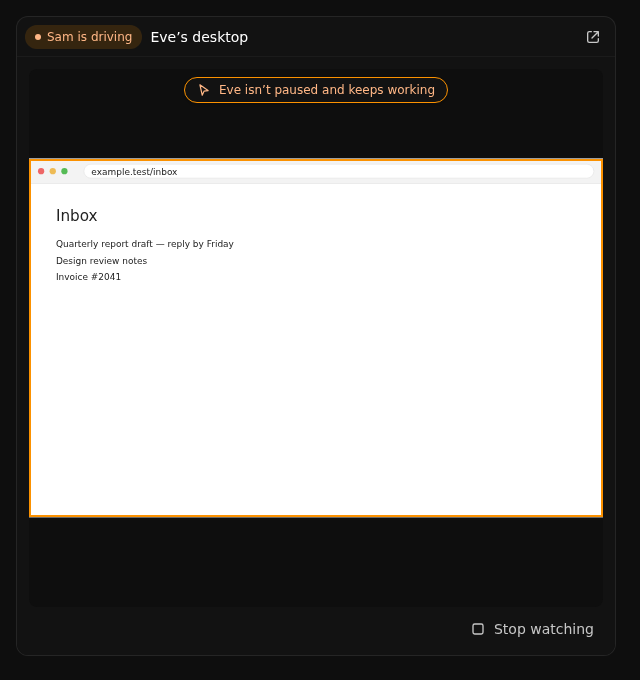 Sam is driving
Eve’s desktop
Eve isn’t paused and keeps working
example.test/inbox
Inbox
Quarterly report draft — reply by Friday
Design review notes
Invoice #2041
Stop watching